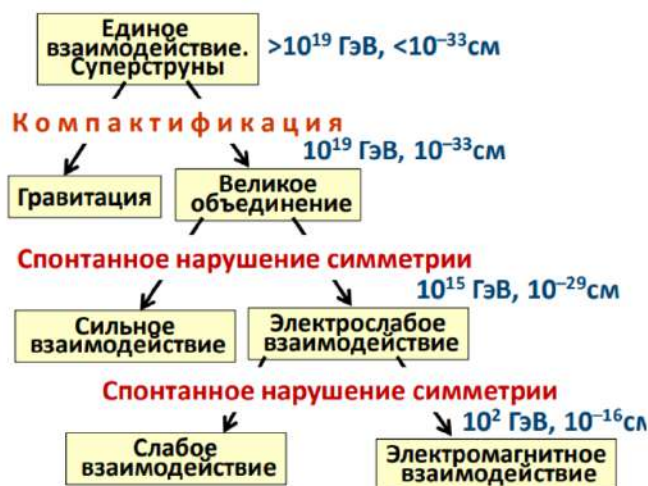 Единое
взаимодействие.
Суперструны
>10¹⁹ ГэВ, <10⁻³³см
Компактификация
10¹⁹ ГэВ, 10⁻³³см
Гравитация
Великое
объединение
Спонтанное нарушение симметрии
10¹⁵ ГэВ, 10⁻²⁹см
Сильное
взаимодействие
Электрослабое
взаимодействие
Спонтанное нарушение симметрии
10² ГэВ, 10⁻¹⁶см
Слабое
взаимодействие
Электромагнитное
взаимодействие